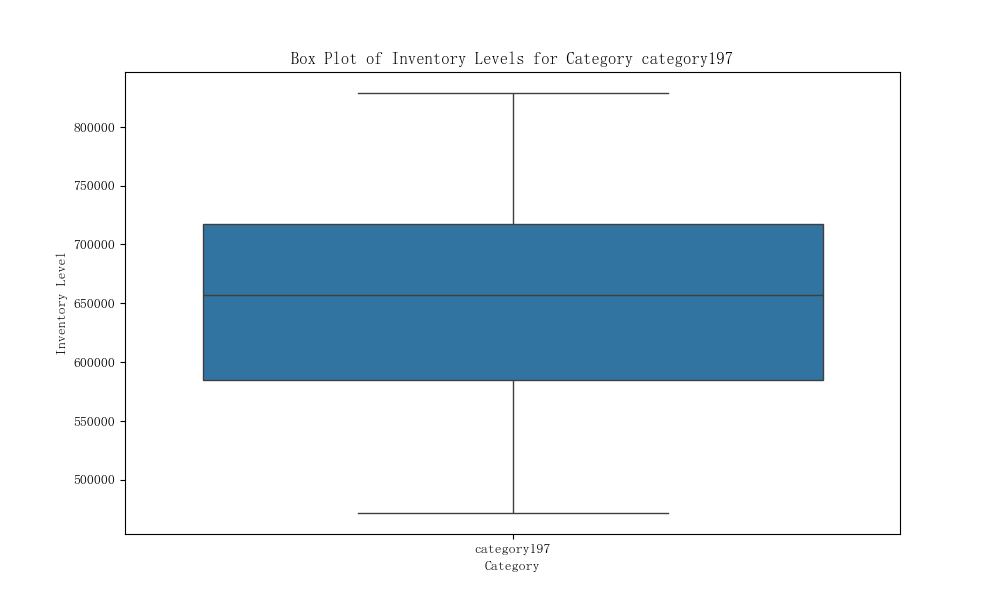 Box Plot of Inventory Levels for Category category197
800000
750000
700000
650000
600000
550000
500000
Inventory Level
category197
Category